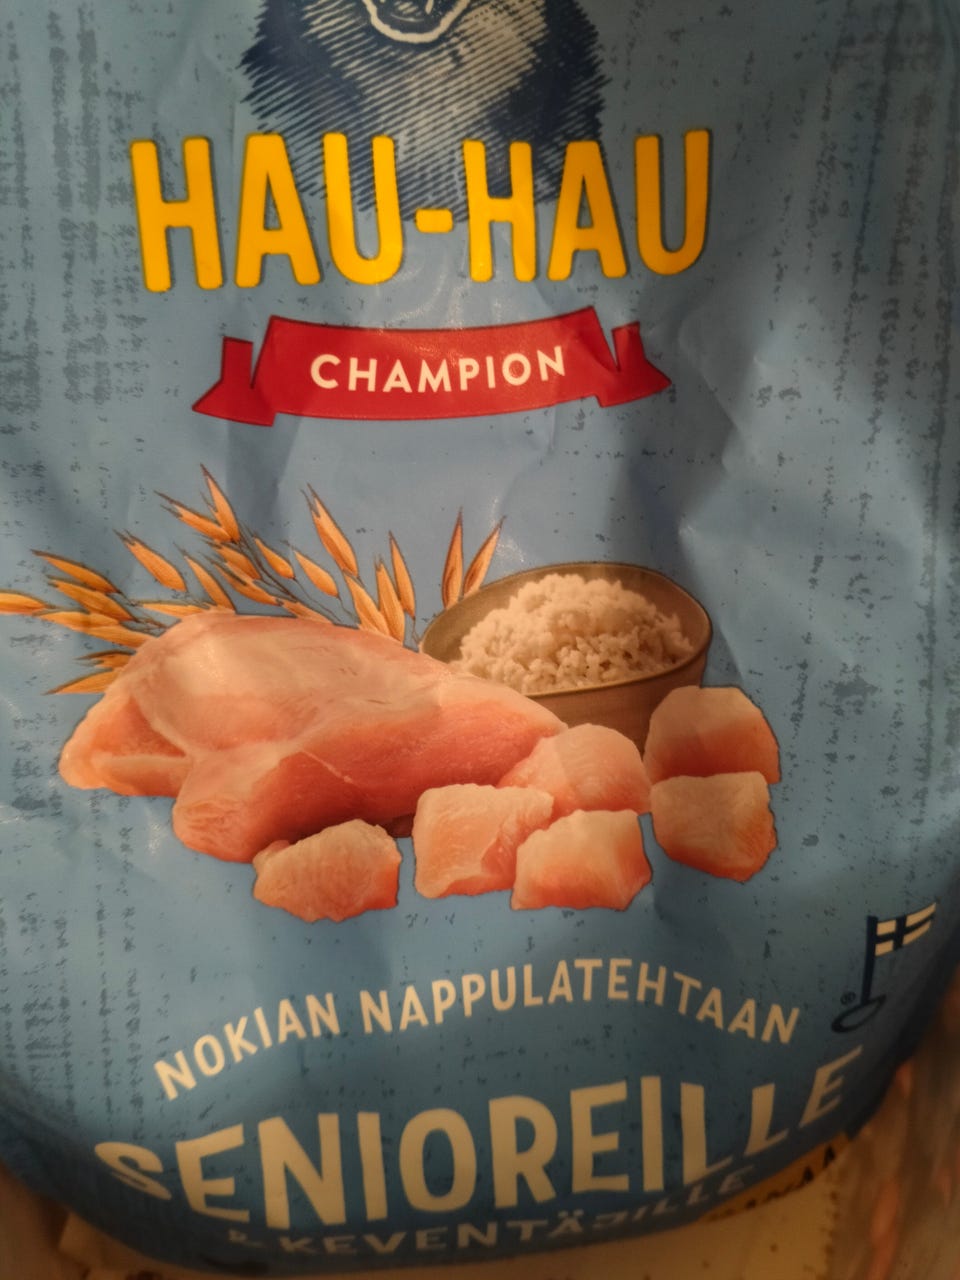 HAU-HAU
CHAMPION
NOKIAN NAPPULATEHTAAN
®
SENIOREILLE
& KEVENTÄJILLE